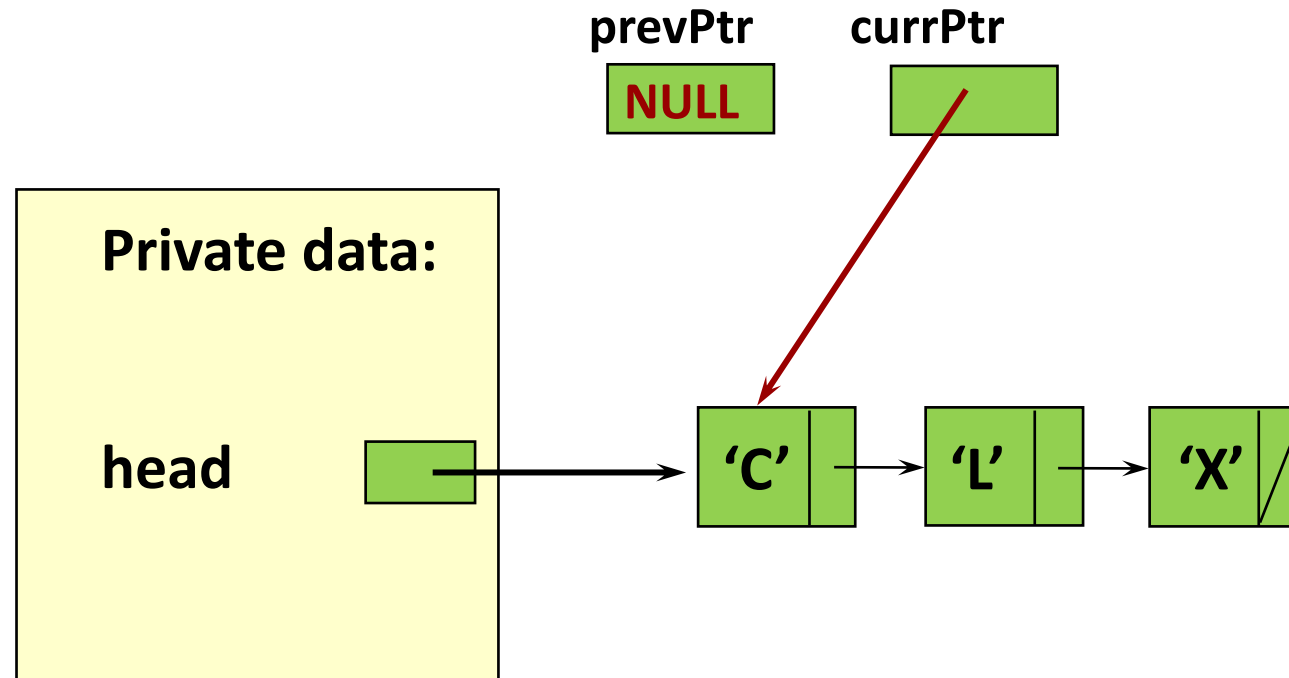 prevPtr currPtr
NULL
Private data:
head
‘C’ ‘L’ ‘X’